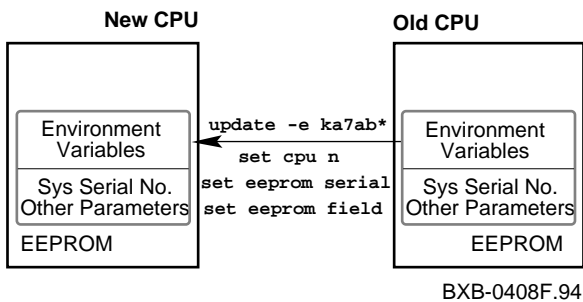 New CPU
Old CPU
Environment
Variables
Sys Serial No.
Other Parameters
EEPROM
update -e ka7ab*
set cpu n
set eeprom serial
set eeprom field
Environment
Variables
Sys Serial No.
Other Parameters
EEPROM
BXB-0408F.94